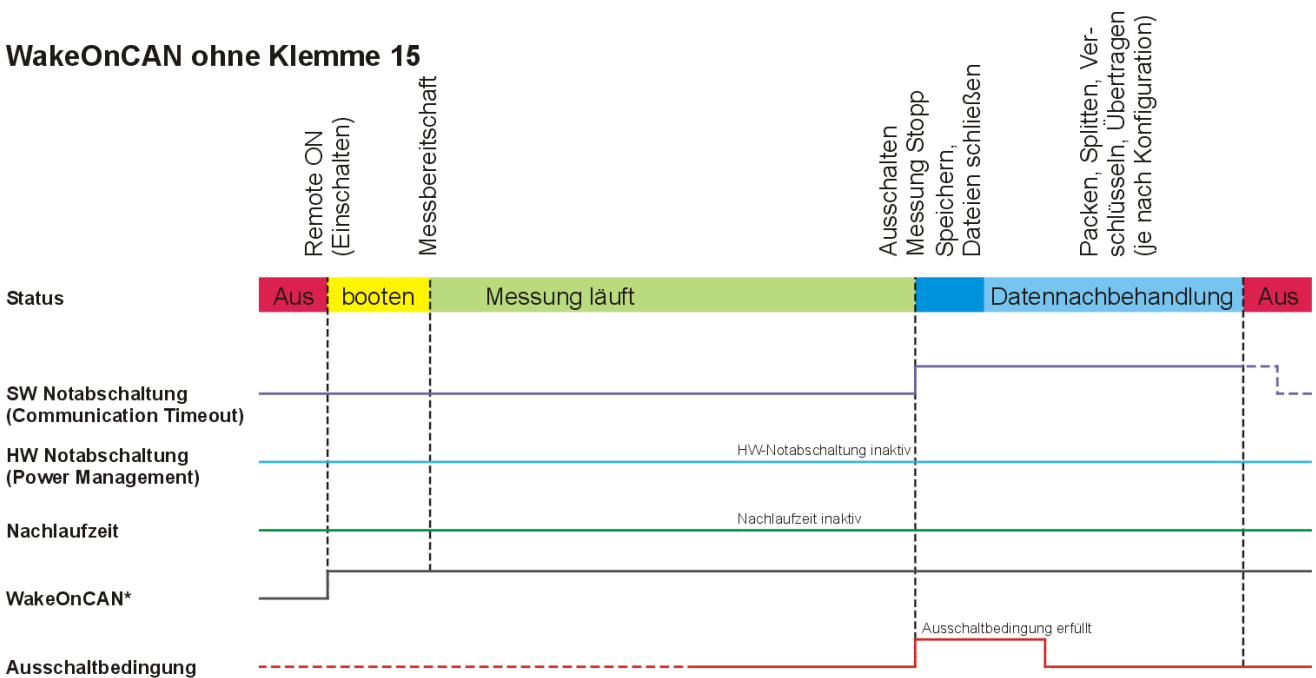 WakeOnCAN ohne Klemme 15
Remote ON
(Einschalten)
Messbereitschaft
Ausschalten
Messung Stopp
Speichern,
Dateien schließen
Packen, Splitten, Ver-
schlüsseln, Übertragen
(je nach Konfiguration)
Status
Aus
booten
Messung läuft
Datennachbehandlung
Aus
SW Notabschaltung
(Communication Timeout)
HW Notabschaltung
(Power Management)
HW-Notabschaltung inaktiv
Nachlaufzeit
Nachlaufzeit inaktiv
WakeOnCAN*
Ausschaltbedingung erfüllt
Ausschaltbedingung